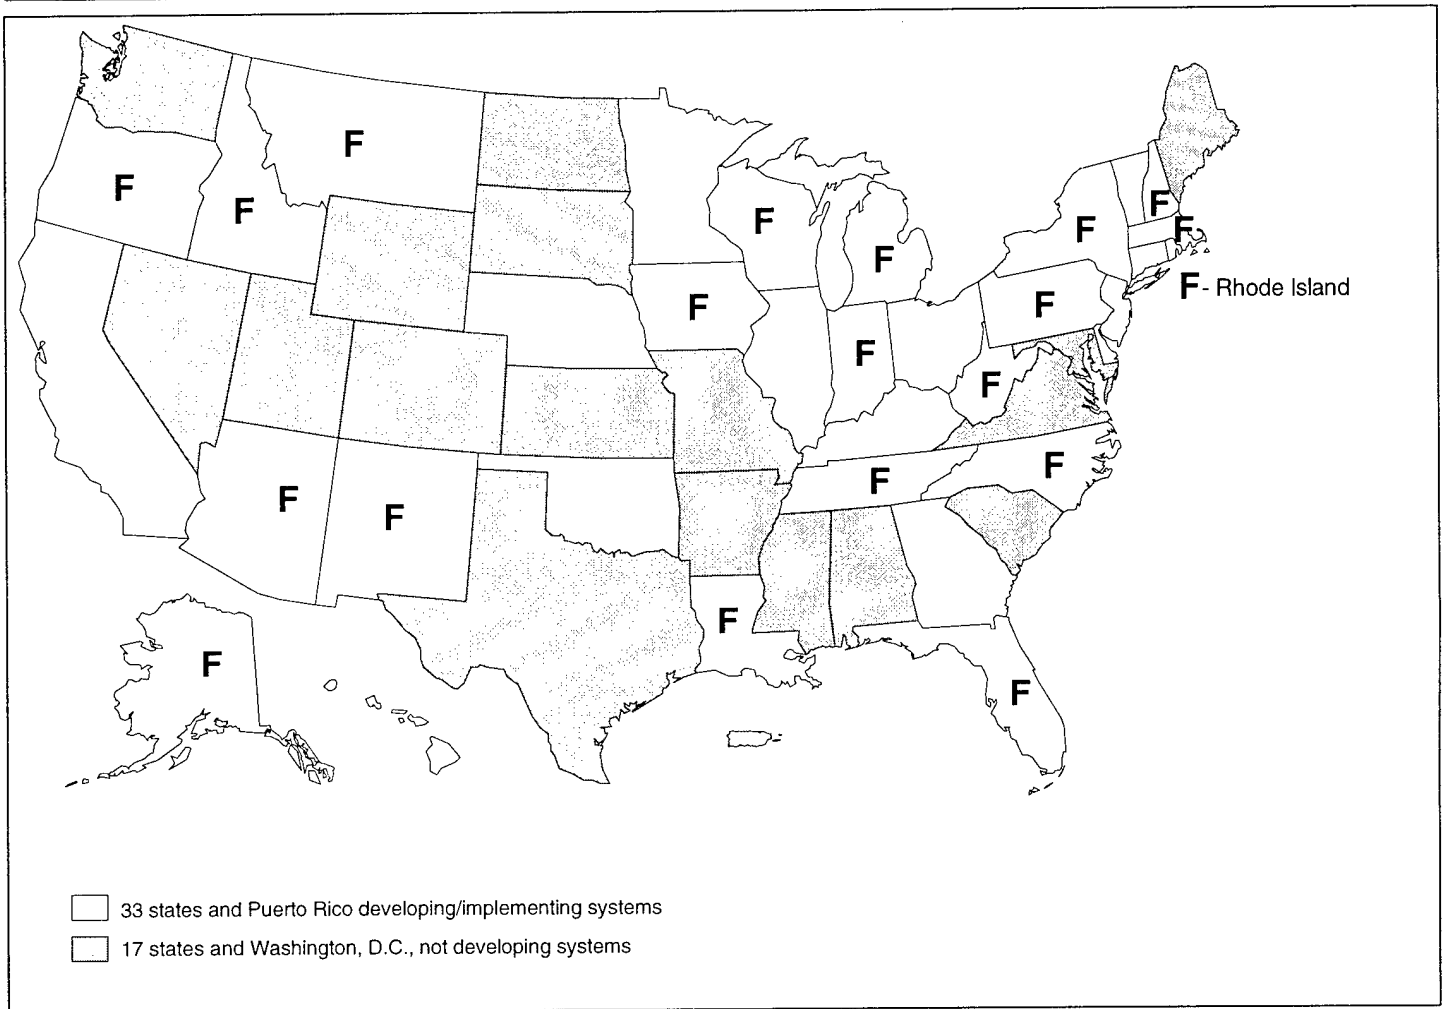 F
F
F
F
F
F
F
F
F
F
F- Rhode Island
F
F
F
F
F
F
F
F
F
F
F
33 states and Puerto Rico developing/implementing systems
17 states and Washington, D.C., not developing systems